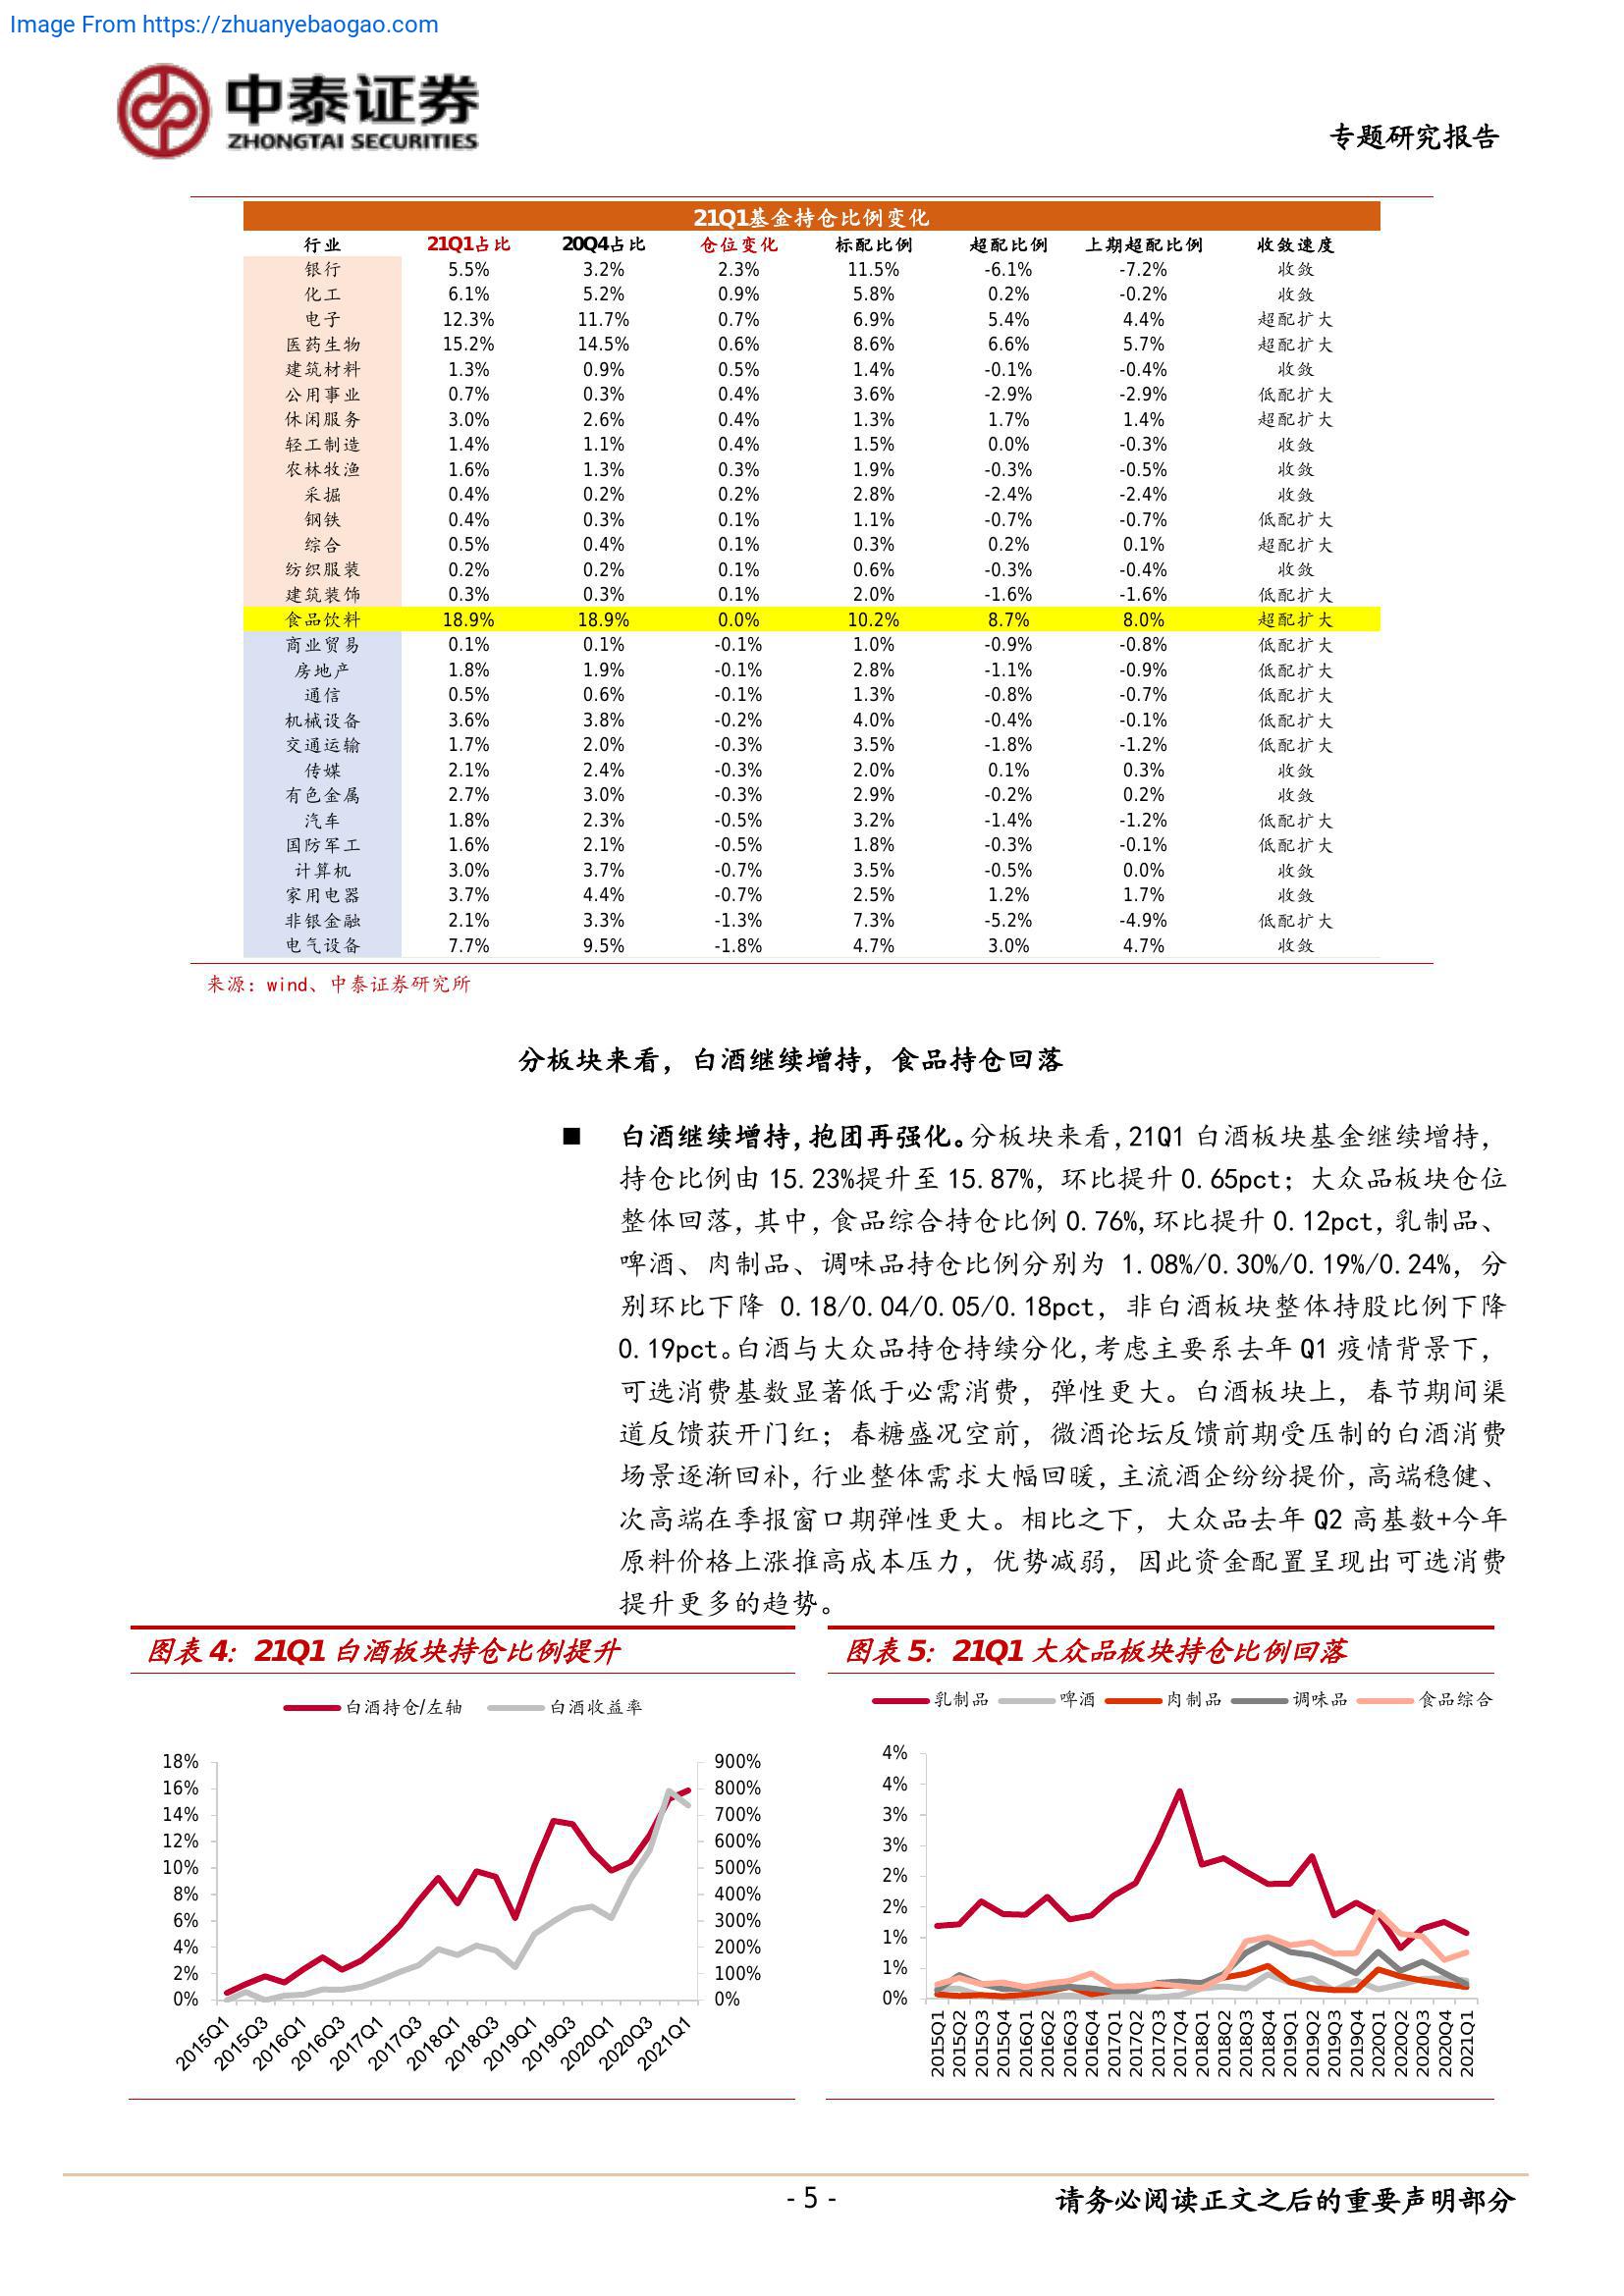 Image From https://zhuanyebaogao.com
中泰证券
ZHONGTAI SECURITIES
专题研究报告
21Q1基金持仓比例变化
行业 21Q1占比 20Q4占比 仓位变化 标配比例 超配比例 上期超配比例 收敛速度
银行 5.5% 3.2% 2.3% 11.5% -6.1% -7.2% 收敛
化工 6.1% 5.2% 0.9% 5.8% 0.2% -0.2% 收敛
电子 12.3% 11.7% 0.7% 6.9% 5.4% 4.4% 超配扩大
医药生物 15.2% 14.5% 0.6% 8.6% 6.6% 5.7% 超配扩大
建筑材料 1.3% 0.9% 0.5% 1.4% -0.1% -0.4% 收敛
公用事业 0.7% 0.3% 0.4% 3.6% -2.9% -2.9% 低配扩大
休闲服务 3.0% 2.6% 0.4% 1.3% 1.7% 1.4% 超配扩大
轻工制造 1.4% 1.1% 0.4% 1.5% 0.0% -0.3% 收敛
农林牧渔 1.6% 1.3% 0.3% 1.9% -0.3% -0.5% 收敛
采掘 0.4% 0.2% 0.2% 2.8% -2.4% -2.4% 收敛
钢铁 0.4% 0.3% 0.1% 1.1% -0.7% -0.7% 低配扩大
综合 0.5% 0.4% 0.1% 0.3% 0.2% 0.1% 超配扩大
纺织服装 0.2% 0.2% 0.1% 0.6% -0.3% -0.4% 收敛
建筑装饰 0.3% 0.3% 0.1% 2.0% -1.6% -1.6% 低配扩大
食品饮料 18.9% 18.9% 0.0% 10.2% 8.7% 8.0% 超配扩大
商业贸易 0.1% 0.1% -0.1% 1.0% -0.9% -0.8% 低配扩大
房地产 1.8% 1.9% -0.1% 2.8% -1.1% -0.9% 低配扩大
通信 0.5% 0.6% -0.1% 1.3% -0.8% -0.7% 低配扩大
机械设备 3.6% 3.8% -0.2% 4.0% -0.4% -0.1% 低配扩大
交通运输 1.7% 2.0% -0.3% 3.5% -1.8% -1.2% 低配扩大
传媒 2.1% 2.4% -0.3% 2.0% 0.1% 0.3% 收敛
有色金属 2.7% 3.0% -0.3% 2.9% -0.2% 0.2% 收敛
汽车 1.8% 2.3% -0.5% 3.2% -1.4% -1.2% 低配扩大
国防军工 1.6% 2.1% -0.5% 1.8% -0.3% -0.1% 低配扩大
计算机 3.0% 3.7% -0.7% 3.5% -0.5% 0.0% 收敛
家用电器 3.7% 4.4% -0.7% 2.5% 1.2% 1.7% 收敛
非银金融 2.1% 3.3% -1.3% 7.3% -5.2% -4.9% 低配扩大
电气设备 7.7% 9.5% -1.8% 4.7% 3.0% 4.7% 收敛
来源：wind、中泰证券研究所
分板块来看，白酒继续增持，食品持仓回落
■ 白酒继续增持，抱团再强化。分板块来看，21Q1 白酒板块基金继续增持，
持仓比例由 15.23%提升至 15.87%，环比提升 0.65pct；大众品板块仓位
整体回落，其中，食品综合持仓比例 0.76%，环比提升 0.12pct，乳制品、
啤酒、肉制品、调味品持仓比例分别为 1.08%/0.30%/0.19%/0.24%，分
别环比下降 0.18/0.04/0.05/0.18pct，非白酒板块整体持股比例下降
0.19pct。白酒与大众品持仓持续分化，考虑主要系去年 Q1 疫情背景下，
可选消费基数显著低于必需消费，弹性更大。白酒板块上，春节期间渠
道反馈获开门红；春糖盛况空前，微酒论坛反馈前期受压制的白酒消费
场景逐渐回补，行业整体需求大幅回暖，主流酒企纷纷提价，高端稳健、
次高端在季报窗口期弹性更大。相比之下，大众品去年 Q2 高基数+今年
原料价格上涨推高成本压力，优势减弱，因此资金配置呈现出可选消费
提升更多的趋势。
图表 4：21Q1 白酒板块持仓比例提升
白酒持仓/左轴 白酒收益率
18% 900%
16% 800%
14% 700%
12% 600%
10% 500%
8% 400%
6% 300%
4% 200%
2% 100%
0% 0%
2015Q1 2015Q3 2016Q1 2016Q3 2017Q1 2017Q3 2018Q1 2018Q3 2019Q1 2019Q3 2020Q1 2020Q3 2021Q1
图表 5：21Q1 大众品板块持仓比例回落
乳制品 啤酒 肉制品 调味品 食品综合
4%
4%
3%
3%
2%
2%
1%
1%
0%
2015Q1 2015Q2 2015Q3 2015Q4 2016Q1 2016Q2 2016Q3 2016Q4 2017Q1 2017Q2 2017Q3 2017Q4 2018Q1 2018Q2 2018Q3 2018Q4 2019Q1 2019Q2 2019Q3 2019Q4 2020Q1 2020Q2 2020Q3 2020Q4 2021Q1
- 5 -
请务必阅读正文之后的重要声明部分